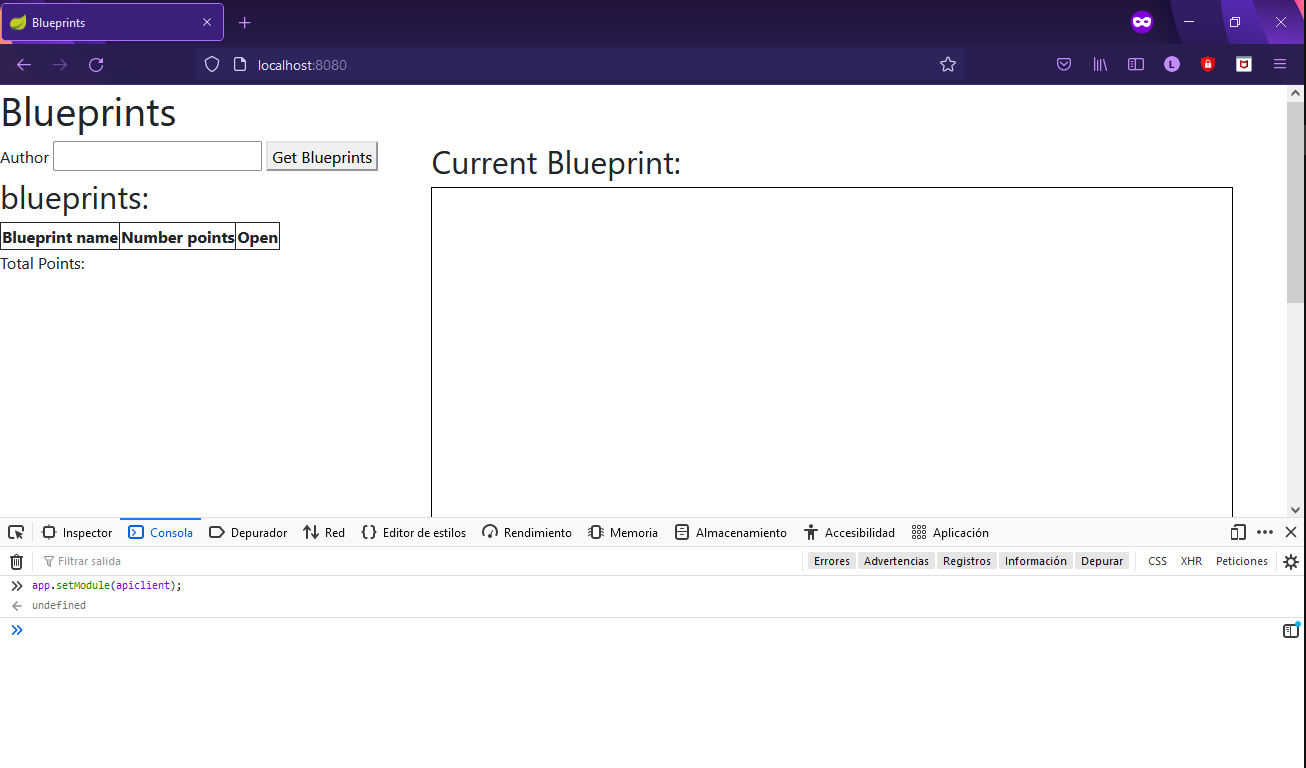 Blueprints
localhost:8080
L
Blueprints
Author Get Blueprints
Current Blueprint:
blueprints:
Blueprint name Number points Open
Total Points:
Inspector Consola Depurador Red Editor de estilos Rendimiento Memoria Almacenamiento Accesibilidad Aplicación
Filtrar salida Errores Advertencias Registros Información Depurar CSS XHR Peticiones
app.setModule(apiclient);
undefined